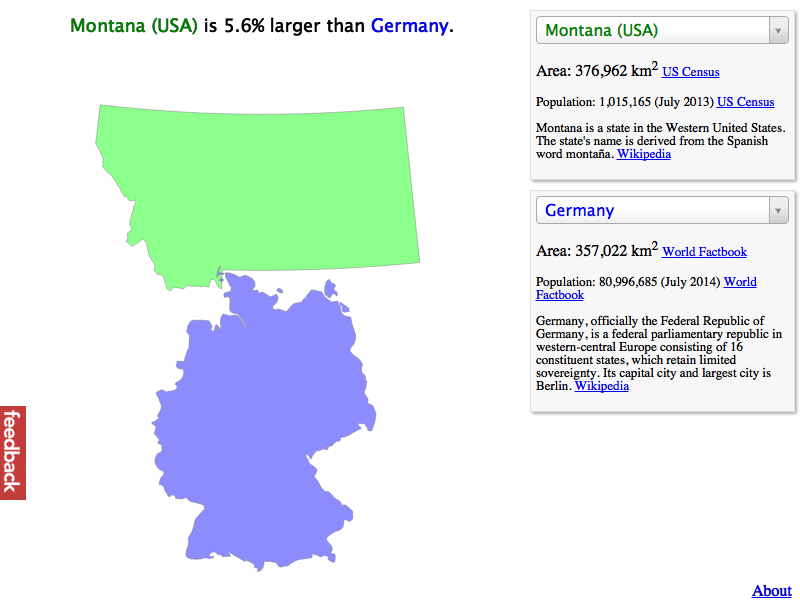 Montana (USA) is 5.6% larger than Germany.
Montana (USA)
Area: 376,962 km2 US Census
Population: 1,015,165 (July 2013) US Census
Montana is a state in the Western United States.
The state's name is derived from the Spanish
word montaña. Wikipedia
Germany
Area: 357,022 km2 World Factbook
Population: 80,996,685 (July 2014) World
Factbook
Germany, officially the Federal Republic of
Germany, is a federal parliamentary republic in
western-central Europe consisting of 16
constituent states, which retain limited
sovereignty. Its capital city and largest city is
Berlin. Wikipedia
feedback
About